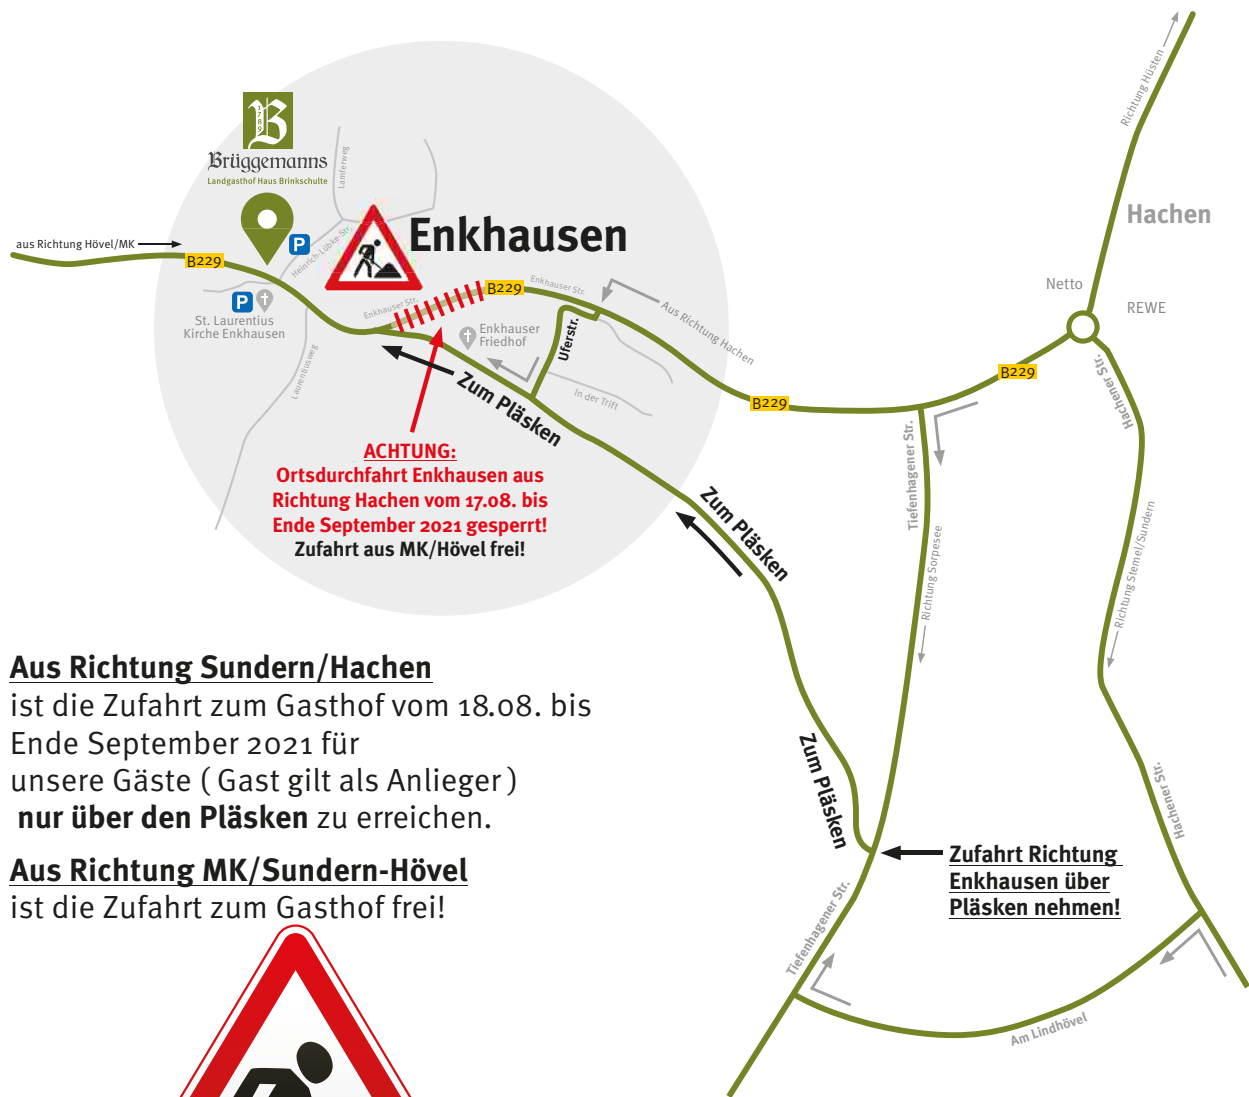 Richtung Hüsten
1789
B
Brüggemanns
Landgasthof Haus Brinkschulte
Lamferweg
Hachen
P
Enkhausen
aus Richtung Hövel/MK
Heinrich-Lübke-Str.
B229
Enkhauser Str.
B229
Enkhauser Str.
Netto
REWE
P
St. Laurentius
Kirche Enkhausen
Enkhauser
Friedhof
Uferstr.
Aus Richtung Hachen
Laurentiusweg
Zum Pläsken
In der Trift
B229
B229
Hachener Str.
ACHTUNG:
Ortsdurchfahrt Enkhausen aus
Richtung Hachen vom 17.08. bis
Ende September 2021 gesperrt!
Zufahrt aus MK/Hövel frei!
Tiefenhagener Str.
Zum Pläsken
Richtung Sorpesee
Richtung Stemel/Sundern
Aus Richtung Sundern/Hachen
ist die Zufahrt zum Gasthof vom 18.08. bis
Ende September 2021 für
unsere Gäste ( Gast gilt als Anlieger )
nur über den Pläsken zu erreichen.
Aus Richtung MK/Sundern-Hövel
ist die Zufahrt zum Gasthof frei!
Zum Pläsken
Hachener Str.
Zufahrt Richtung
Enkhausen über
Pläsken nehmen!
Tiefenhagener Str.
Am Lindhövel